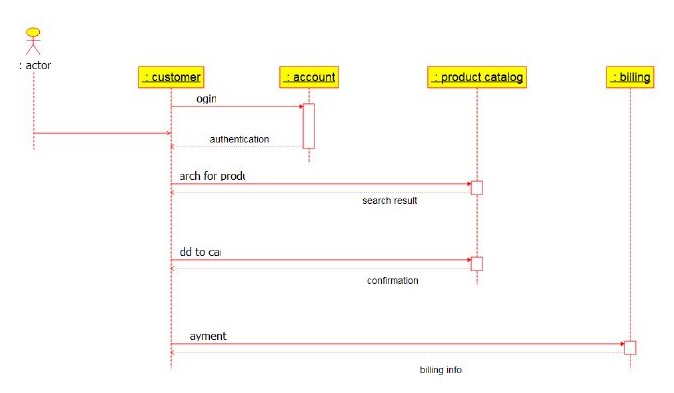 : actor
: customer
: account
: product catalog
: billing
ogin
authentication
arch for produ
search result
dd to car
confirmation
ayment
billing info